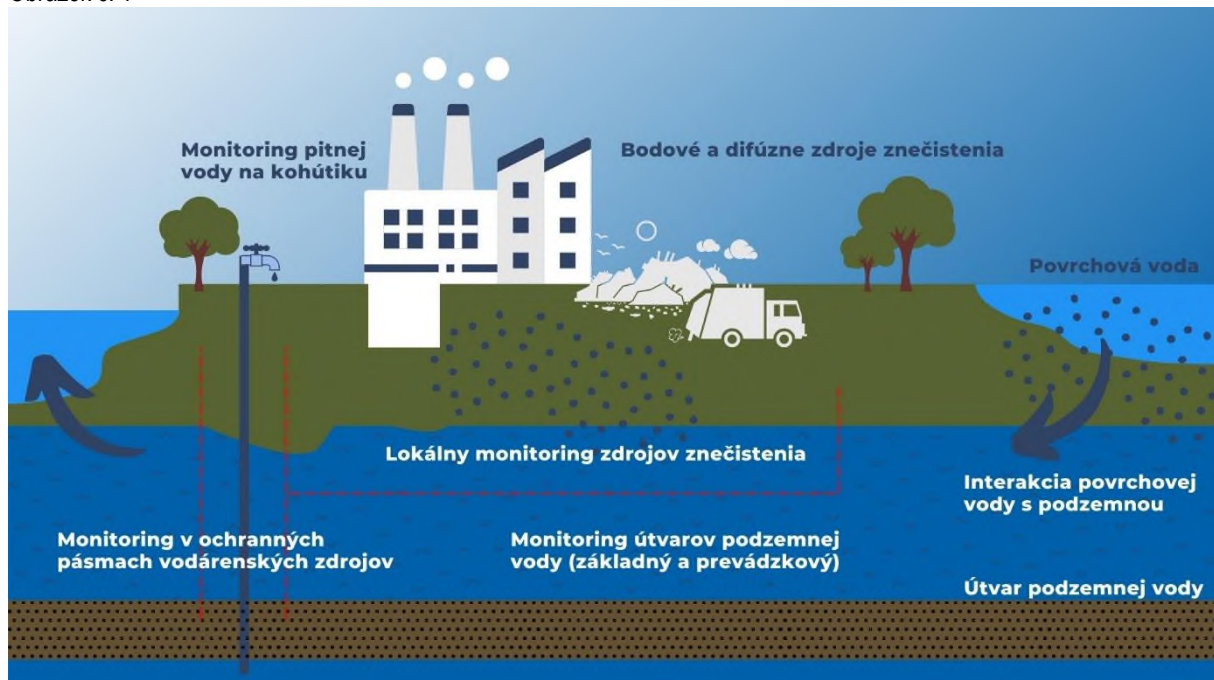 Monitoring pitnej
vody na kohútiku
Bodové a difúzne zdroje znečistenia
Povrchová voda
Lokálny monitoring zdrojov znečistenia
Interakcia povrchovej
vody s podzemnou
Monitoring v ochranných
pásmach vodárenských zdrojov
Monitoring útvarov podzemnej
vody (základný a prevádzkový)
Útvar podzemnej vody